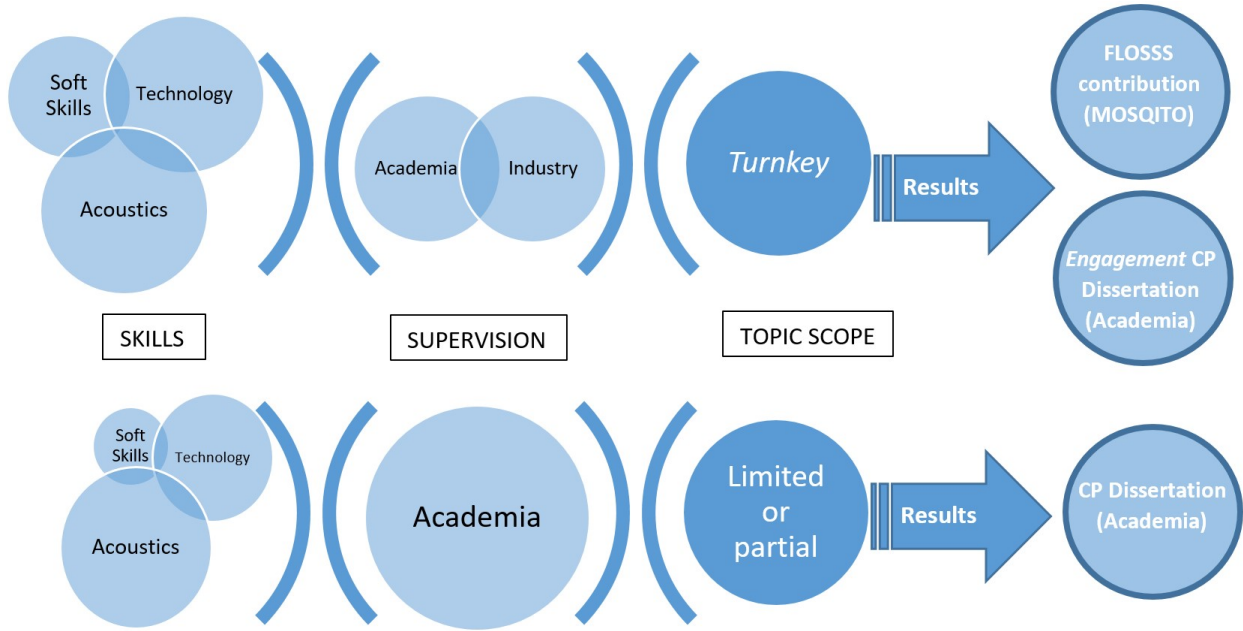 Soft
Skills
Technology
Acoustics
Academia
Industry
Turnkey
Results
FLOSSS
contribution
(MOSQITO)
Engagement CP
Dissertation
(Academia)
SKILLS
SUPERVISION
TOPIC SCOPE
Soft
Skills
Technology
Acoustics
Academia
Limited
or
partial
Results
CP Dissertation
(Academia)